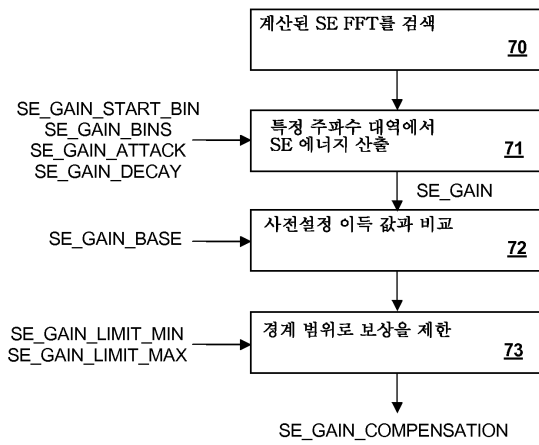 계산된 SE FFT를 검색
70
SE_GAIN_START_BIN
SE_GAIN_BINS
SE_GAIN_ATTACK
SE_GAIN_DECAY
특정 주파수 대역에서
SE 에너지 산출
71
SE_GAIN
SE_GAIN_BASE
사전설정 이득 값과 비교
72
SE_GAIN_LIMIT_MIN
SE_GAIN_LIMIT_MAX
경계 범위로 보상을 제한
73
SE_GAIN_COMPENSATION